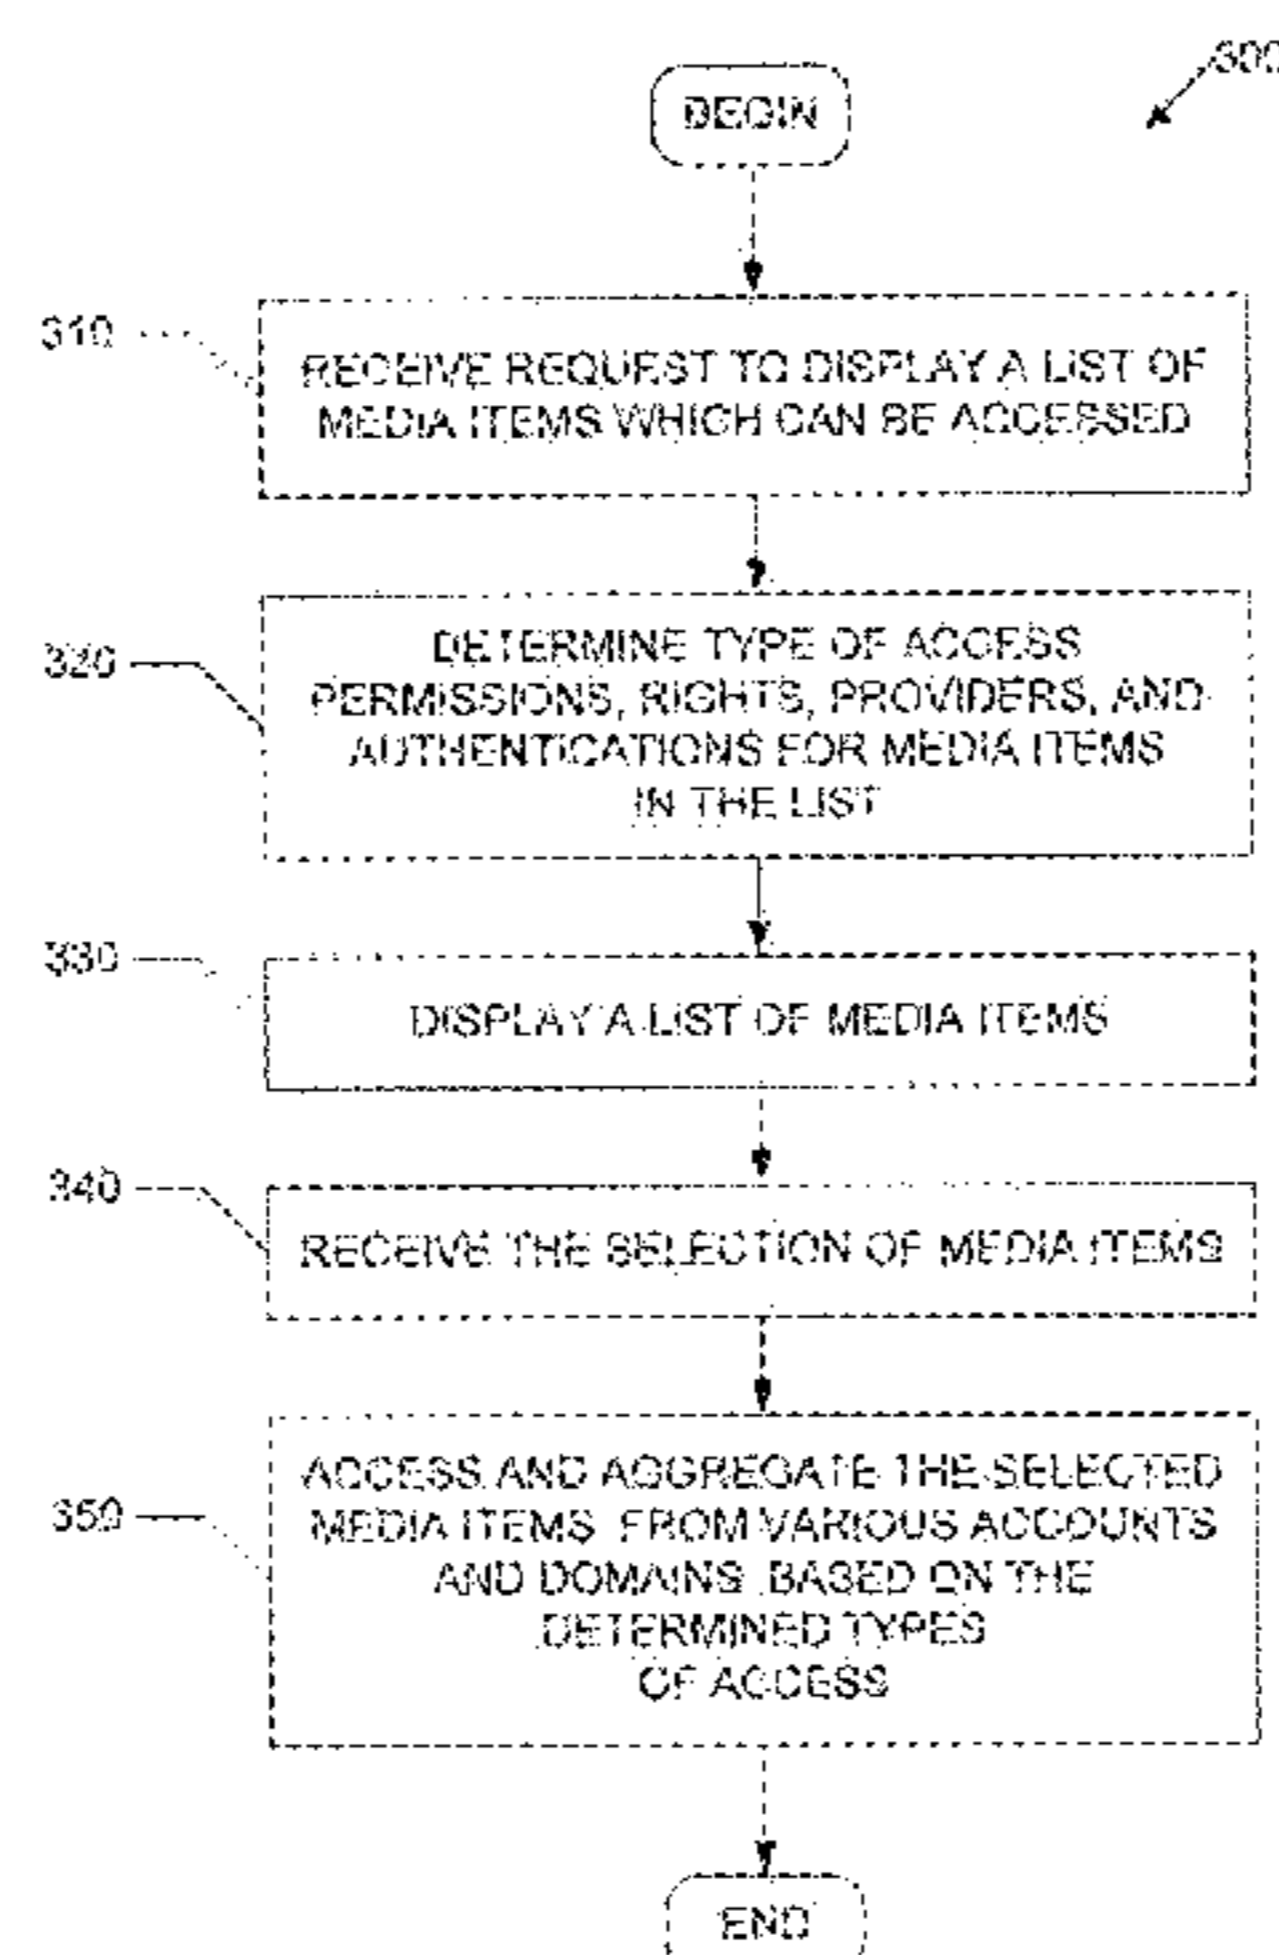 300
BEGIN
310
RECEIVE REQUEST TO DISPLAY A LIST OF
MEDIA ITEMS WHICH CAN BE ACCESSED
320
DETERMINE TYPE OF ACCESS
PERMISSIONS, RIGHTS, PROVIDERS, AND
AUTHENTICATIONS FOR MEDIA ITEMS
IN THE LIST
330
DISPLAY A LIST OF MEDIA ITEMS
340
RECEIVE THE SELECTION OF MEDIA ITEMS
350
ACCESS AND AGGREGATE THE SELECTED
MEDIA ITEMS FROM VARIOUS ACCOUNTS
AND DOMAINS BASED ON THE
DETERMINED TYPES
OF ACCESS
END